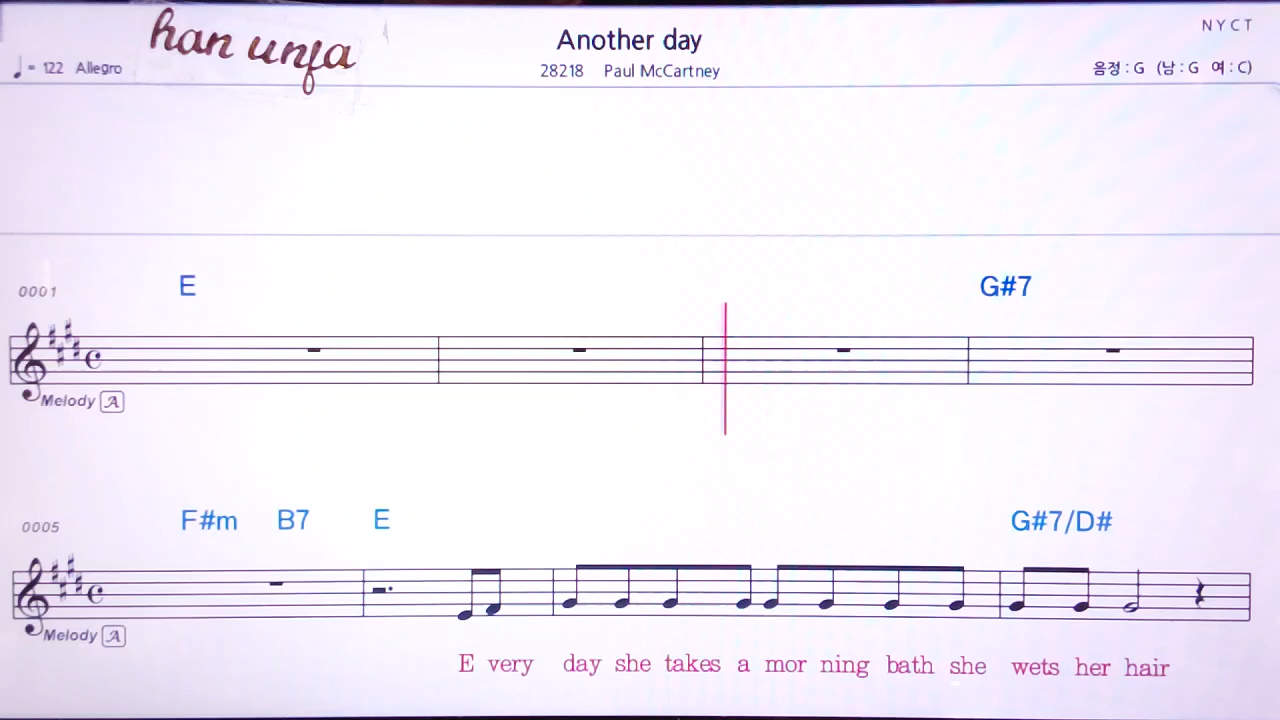 han unfa
Another day
NYCT
♩= 122 Allegro
28218 Paul McCartney
음정 : G (남 : G 여 : C)
0001
E G#7
Melody A
0005
F#m B7 E G#7/D#
Melody A
E very day she takes a mor ning bath she wets her hair